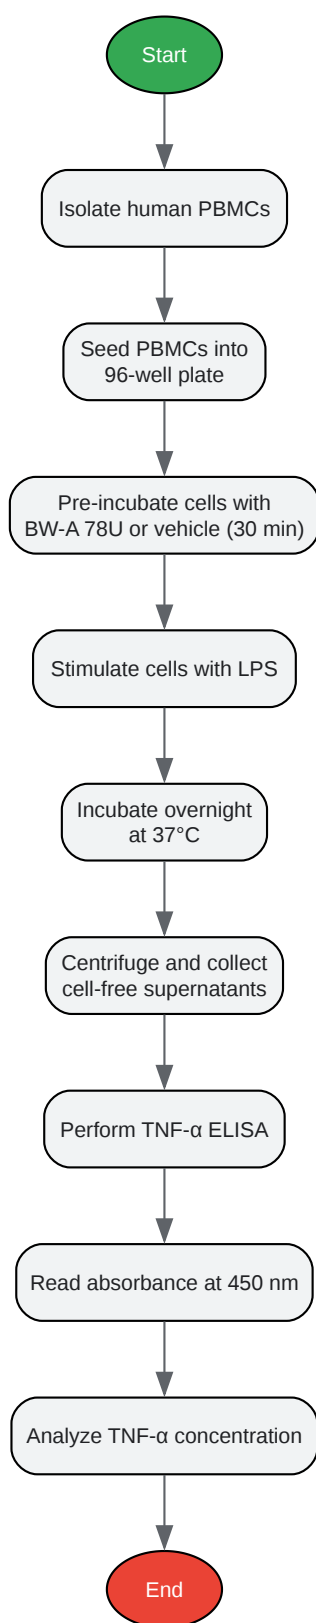 Start
Isolate human PBMCs
Seed PBMCs into
96-well plate
Pre-incubate cells with
BW-A 78U or vehicle (30 min)
Stimulate cells with LPS
Incubate overnight
at 37°C
Centrifuge and collect
cell-free supernatants
Perform TNF-α ELISA
Read absorbance at 450 nm
Analyze TNF-α concentration
End